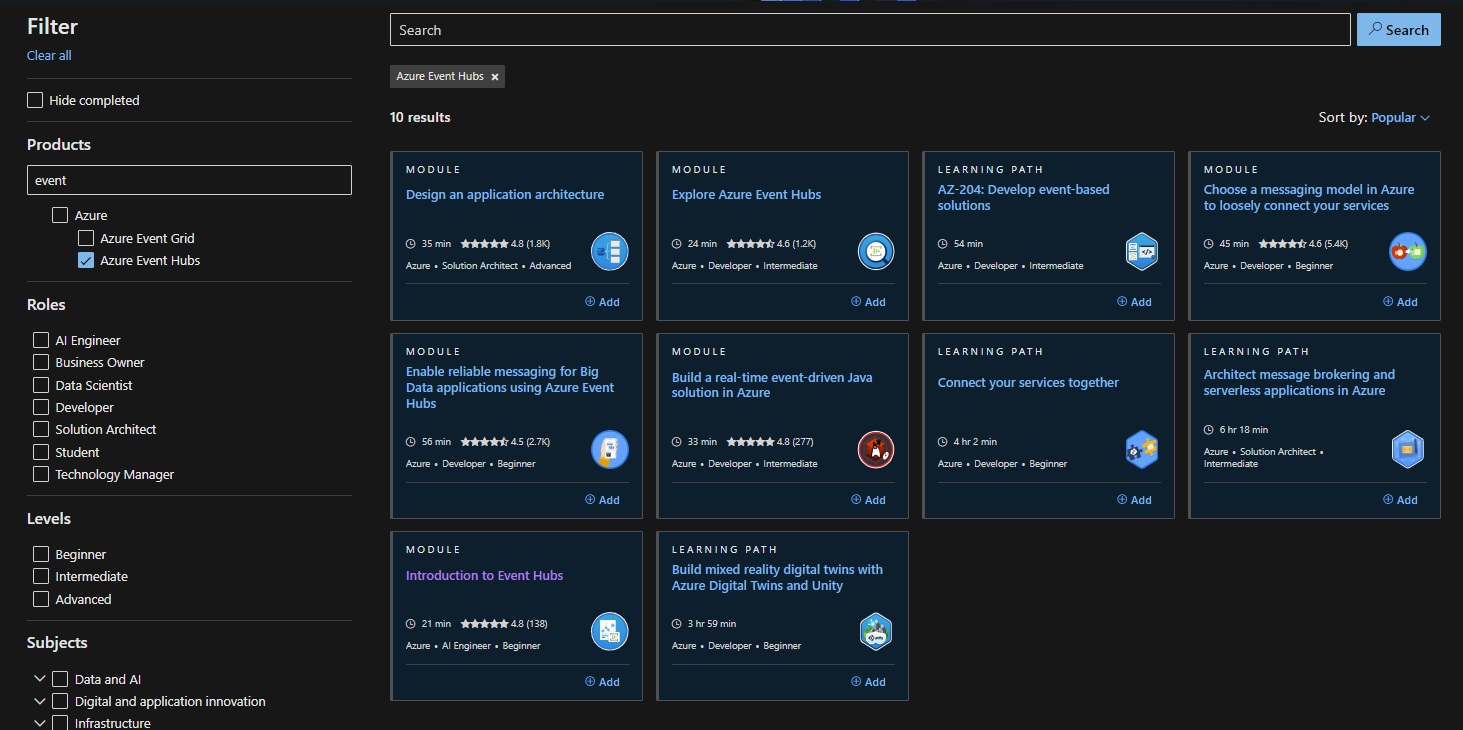 Filter
Clear all
Hide completed
Products
event
Azure
Azure Event Grid
Azure Event Hubs
Roles
AI Engineer
Business Owner
Data Scientist
Developer
Solution Architect
Student
Technology Manager
Levels
Beginner
Intermediate
Advanced
Subjects
Data and AI
Digital and application innovation
Infrastructure
Search
Search
Azure Event Hubs ×
10 results
Sort by: Popular
MODULE
Design an application architecture
35 min 4.8 (1.8K)
Azure • Solution Architect • Advanced
Add
MODULE
Explore Azure Event Hubs
24 min 4.6 (1.2K)
Azure • Developer • Intermediate
Add
LEARNING PATH
AZ-204: Develop event-based
solutions
54 min
Azure • Developer • Intermediate
Add
MODULE
Choose a messaging model in Azure
to loosely connect your services
45 min 4.6 (5.4K)
Azure • Developer • Beginner
Add
MODULE
Enable reliable messaging for Big
Data applications using Azure Event
Hubs
56 min 4.5 (2.7K)
Azure • Developer • Beginner
Add
MODULE
Build a real-time event-driven Java
solution in Azure
33 min 4.8 (277)
Azure • Developer • Intermediate
Add
LEARNING PATH
Connect your services together
4 hr 2 min
Azure • Developer • Beginner
Add
LEARNING PATH
Architect message brokering and
serverless applications in Azure
6 hr 18 min
Azure • Solution Architect •
Intermediate
Add
MODULE
Introduction to Event Hubs
21 min 4.8 (138)
Azure • AI Engineer • Beginner
Add
LEARNING PATH
Build mixed reality digital twins with
Azure Digital Twins and Unity
3 hr 59 min
Azure • Developer • Beginner
unity
Add